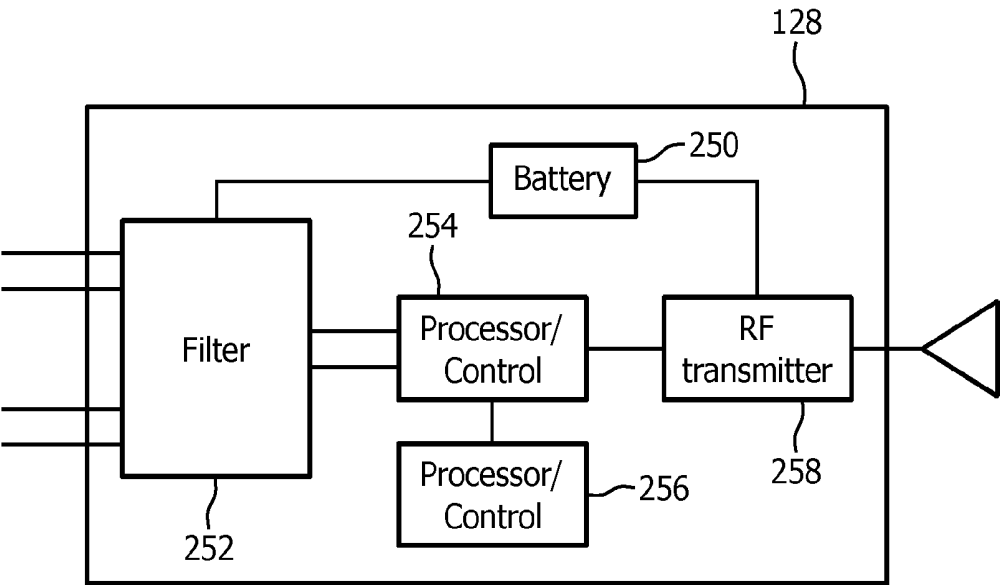 128
Battery
250
254
Filter
Processor/
Control
RF
transmitter
Processor/
Control
256
258
252